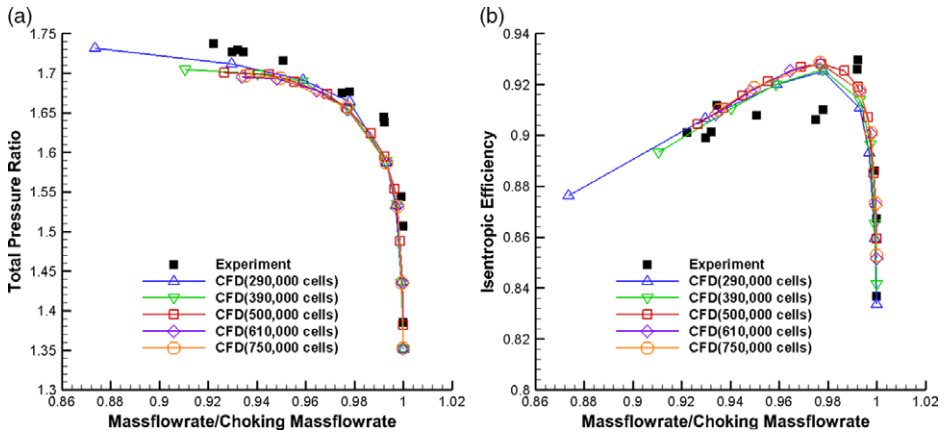 (a)
Total Pressure Ratio
1.75
1.7
1.65
1.6
1.55
1.5
1.45
1.4
1.35
1.3
Experiment
CFD(290,000 cells)
CFD(390,000 cells)
CFD(500,000 cells)
CFD(610,000 cells)
CFD(750,000 cells)
0.86 0.88 0.9 0.92 0.94 0.96 0.98 1 1.02
Massflowrate/Choking Massflowrate
(b)
Isentropic Efficiency
0.94
0.92
0.9
0.88
0.86
0.84
0.82
0.8
Experiment
CFD(290,000 cells)
CFD(390,000 cells)
CFD(500,000 cells)
CFD(610,000 cells)
CFD(750,000 cells)
0.86 0.88 0.9 0.92 0.94 0.96 0.98 1 1.02
Massflowrate/Choking Massflowrate